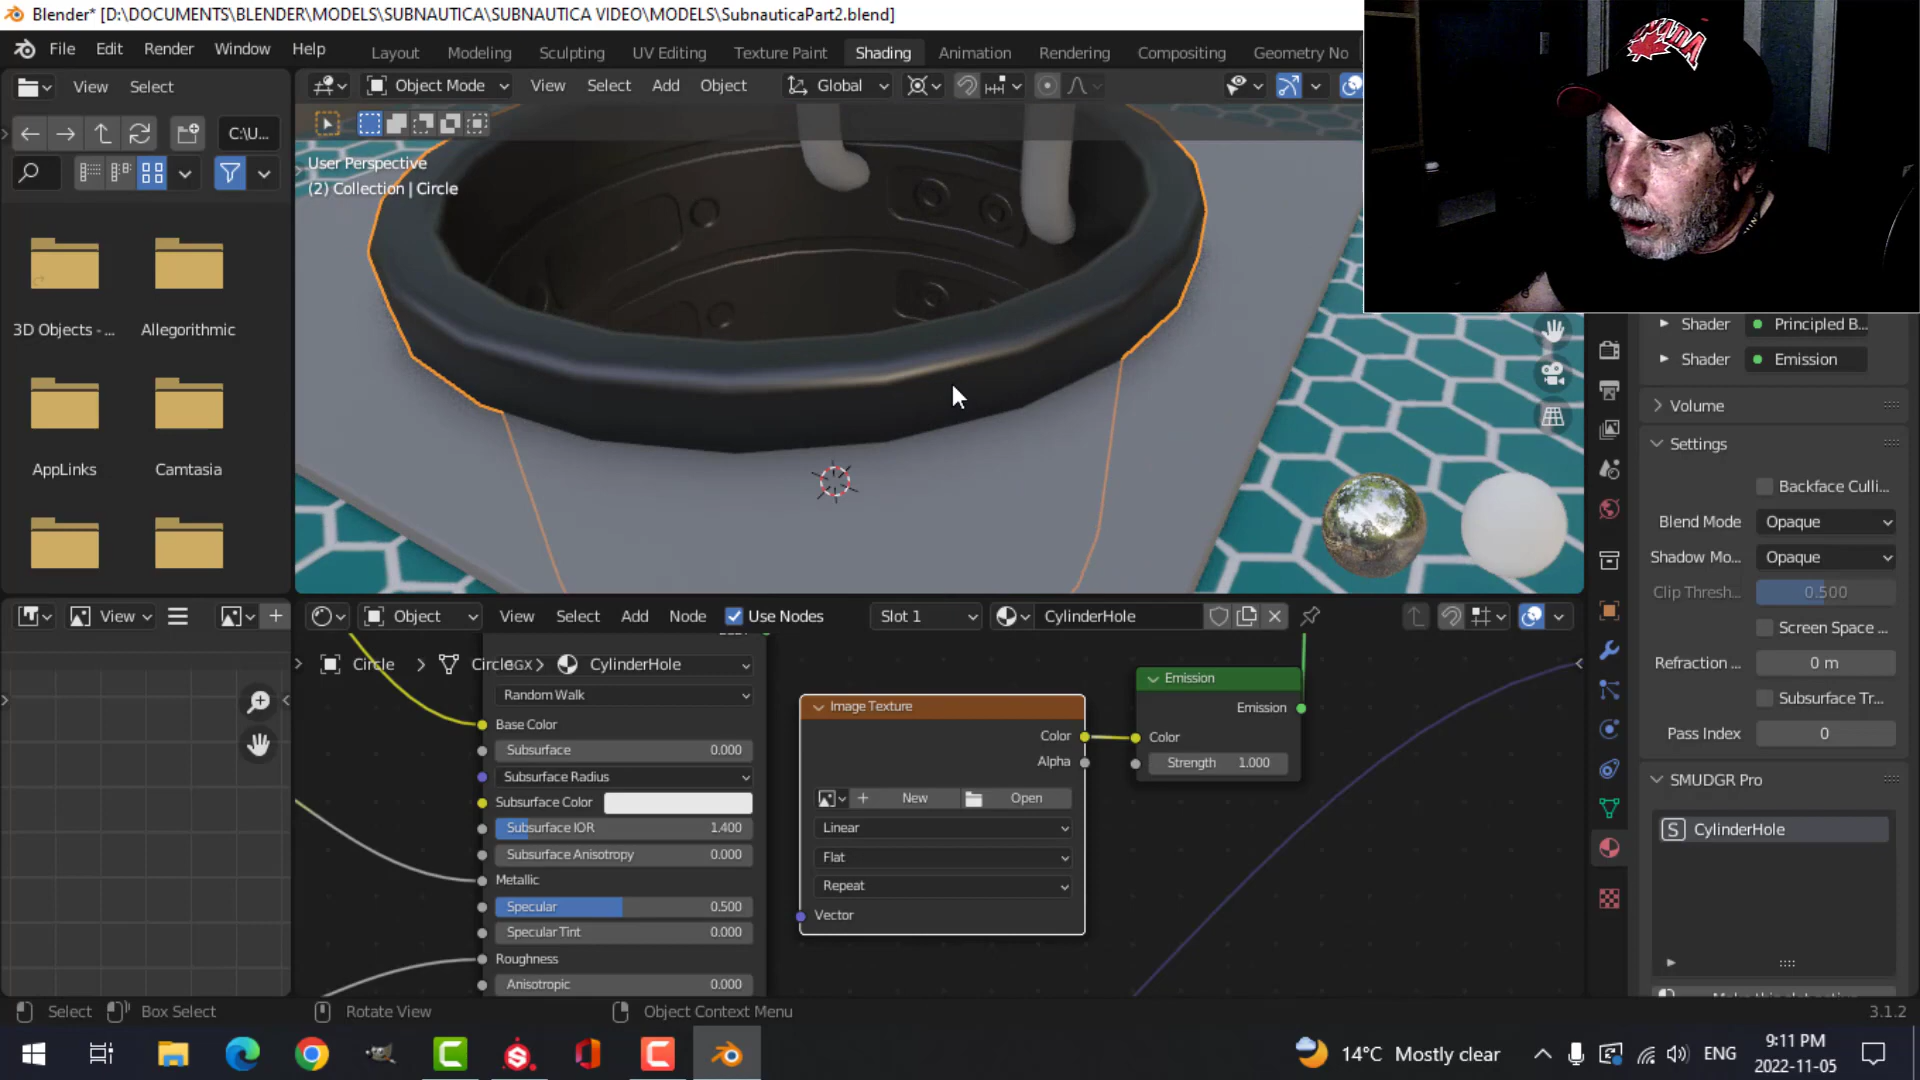 Blender* [D:\DOCUMENTS\BLENDER\MODELS\SUBNAUTICA\SUBNAUTICA VIDEO\MODELS\SubnauticaPart2.blend]
File Edit Render Window Help
Layout Modeling Sculpting UV Editing Texture Paint Shading Animation Rendering Compositing Geometry No
View Select
Object Mode View Select Add Object Global
C:\U...
User Perspective
(2) Collection | Circle
3D Objects - ... Allegorithmic
AppLinks Camtasia
Shader Principled B...
Shader Emission
Volume
Settings
Backface Culli...
Blend Mode Opaque
Shadow Mo... Opaque
Clip Thresh... 0.500
Screen Space ...
Refraction ... 0 m
Subsurface Tr...
Pass Index 0
SMUDGR Pro
S CylinderHole
View
Object View Select Add Node Use Nodes Slot 1 CylinderHole
Circle > Circle > CylinderHole
GGX
Random Walk
Base Color
Subsurface 0.000
Subsurface Radius
Subsurface Color
Subsurface IOR 1.400
Subsurface Anisotropy 0.000
Metallic
Specular 0.500
Specular Tint 0.000
Roughness
Anisotropic 0.000
Image Texture
Color
Alpha
New Open
Linear
Flat
Repeat
Vector
Emission
Emission
Color
Strength 1.000
Select Box Select Rotate View Object Context Menu 3.1.2
14°C Mostly clear ENG 9:11 PM
2022-11-05